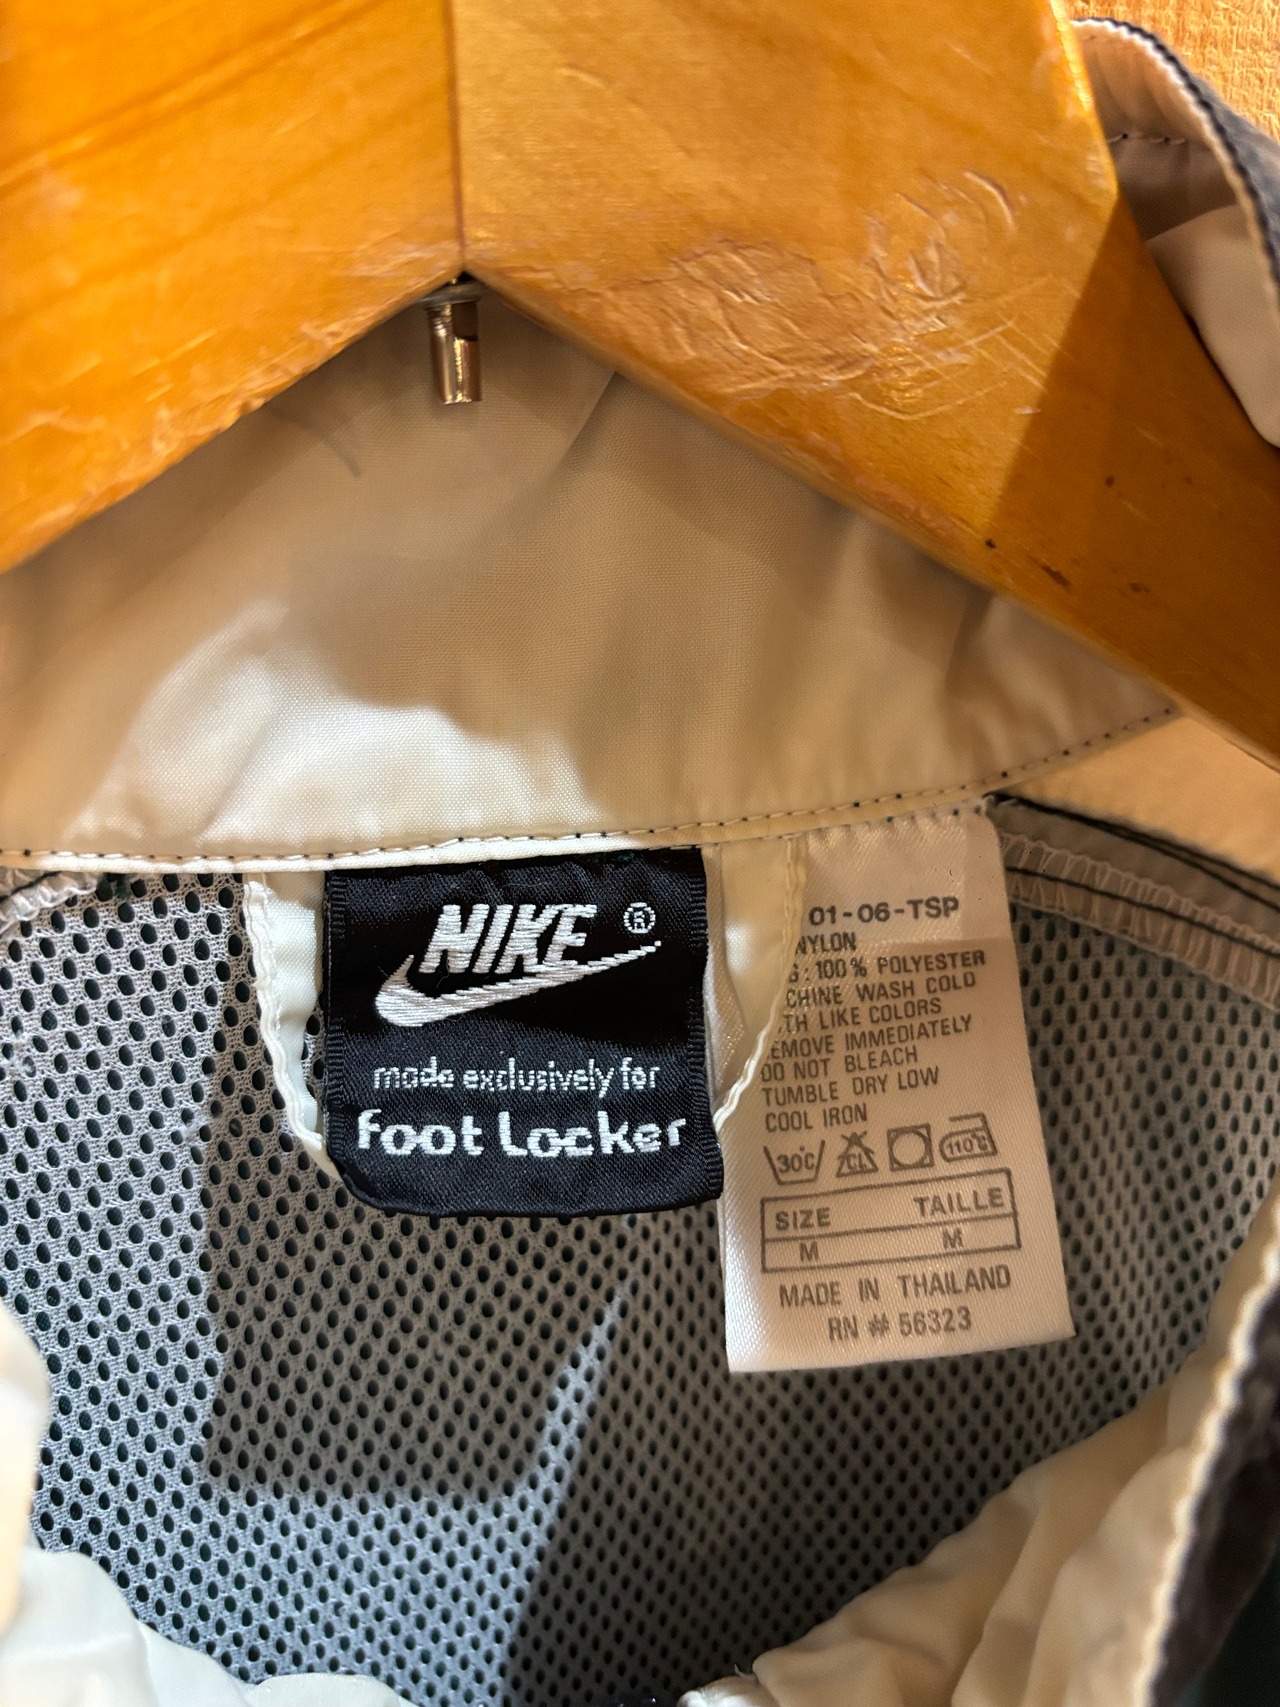 NIKE®
made exclusively for
foot Locker
01-06-TSP
NYLON
: 100% POLYESTER
CHINE WASH COLD
TH LIKE COLORS
EMOVE IMMEDIATELY
DO NOT BLEACH
TUMBLE DRY LOW
COOL IRON
30°C CL 110°C
SIZE TAILLE
M M
MADE IN THAILAND
RN # 56323